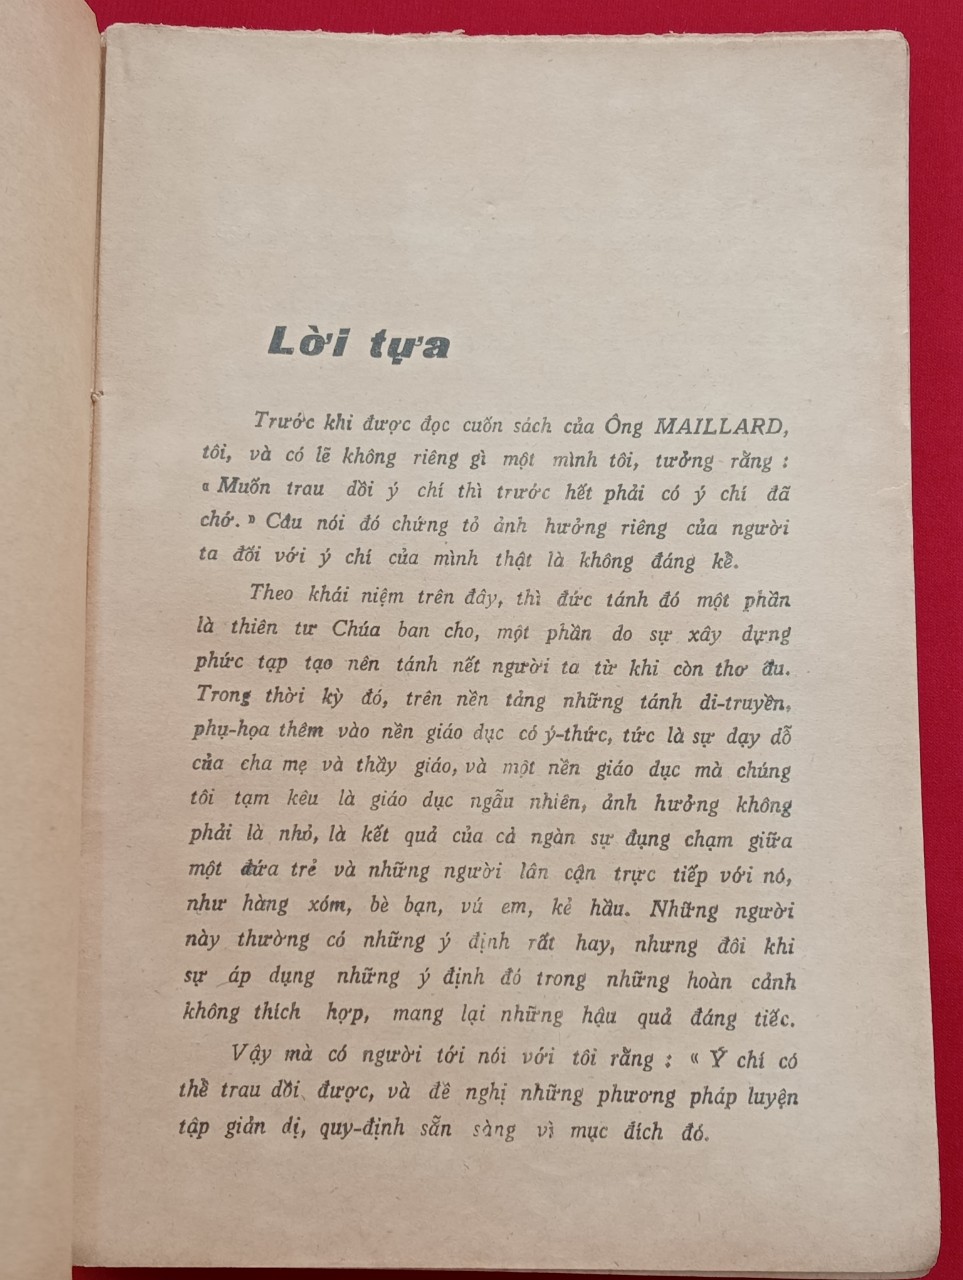 Lời tựa
Trước khi được đọc cuốn sách của Ông MAILLARD,
tôi, và có lẽ không riêng gì một mình tôi, tưởng rằng :
« Muốn trau dồi ý chí thì trước hết phải có ý chí đã
chớ. » Câu nói đó chứng tỏ ảnh hưởng riêng của người
ta đối với ý chí của mình thật là không đáng kể.
Theo khái niệm trên đây, thì đức tánh đó một phần
là thiên tư Chúa ban cho, một phần do sự xây dựng
phức tạp tạo nên tánh nết người ta từ khi còn thơ ấu.
Trong thời kỳ đó, trên nền tảng những tánh di-truyền,
phụ-họa thêm vào nền giáo dục có ý-thức, tức là sự dạy dỗ
của cha mẹ và thầy giáo, và một nền giáo dục mà chúng
tôi tạm kêu là giáo dục ngẫu nhiên, ảnh hưởng không
phải là nhỏ, là kết quả của cả ngàn sự đụng chạm giữa
một đứa trẻ và những người lân cận trực tiếp với nó,
như hàng xóm, bè bạn, vú em, kẻ hầu. Những người
này thường có những ý định rất hay, nhưng đôi khi
sự áp dụng những ý định đó trong những hoàn cảnh
không thích hợp, mang lại những hậu quả đáng tiếc.
Vậy mà có người tới nói với tôi rằng : « Ý chí có
thể trau dồi được, và đề nghị những phương pháp luyện
tập giản dị, quy-định sẵn sàng vì mục đích đó.